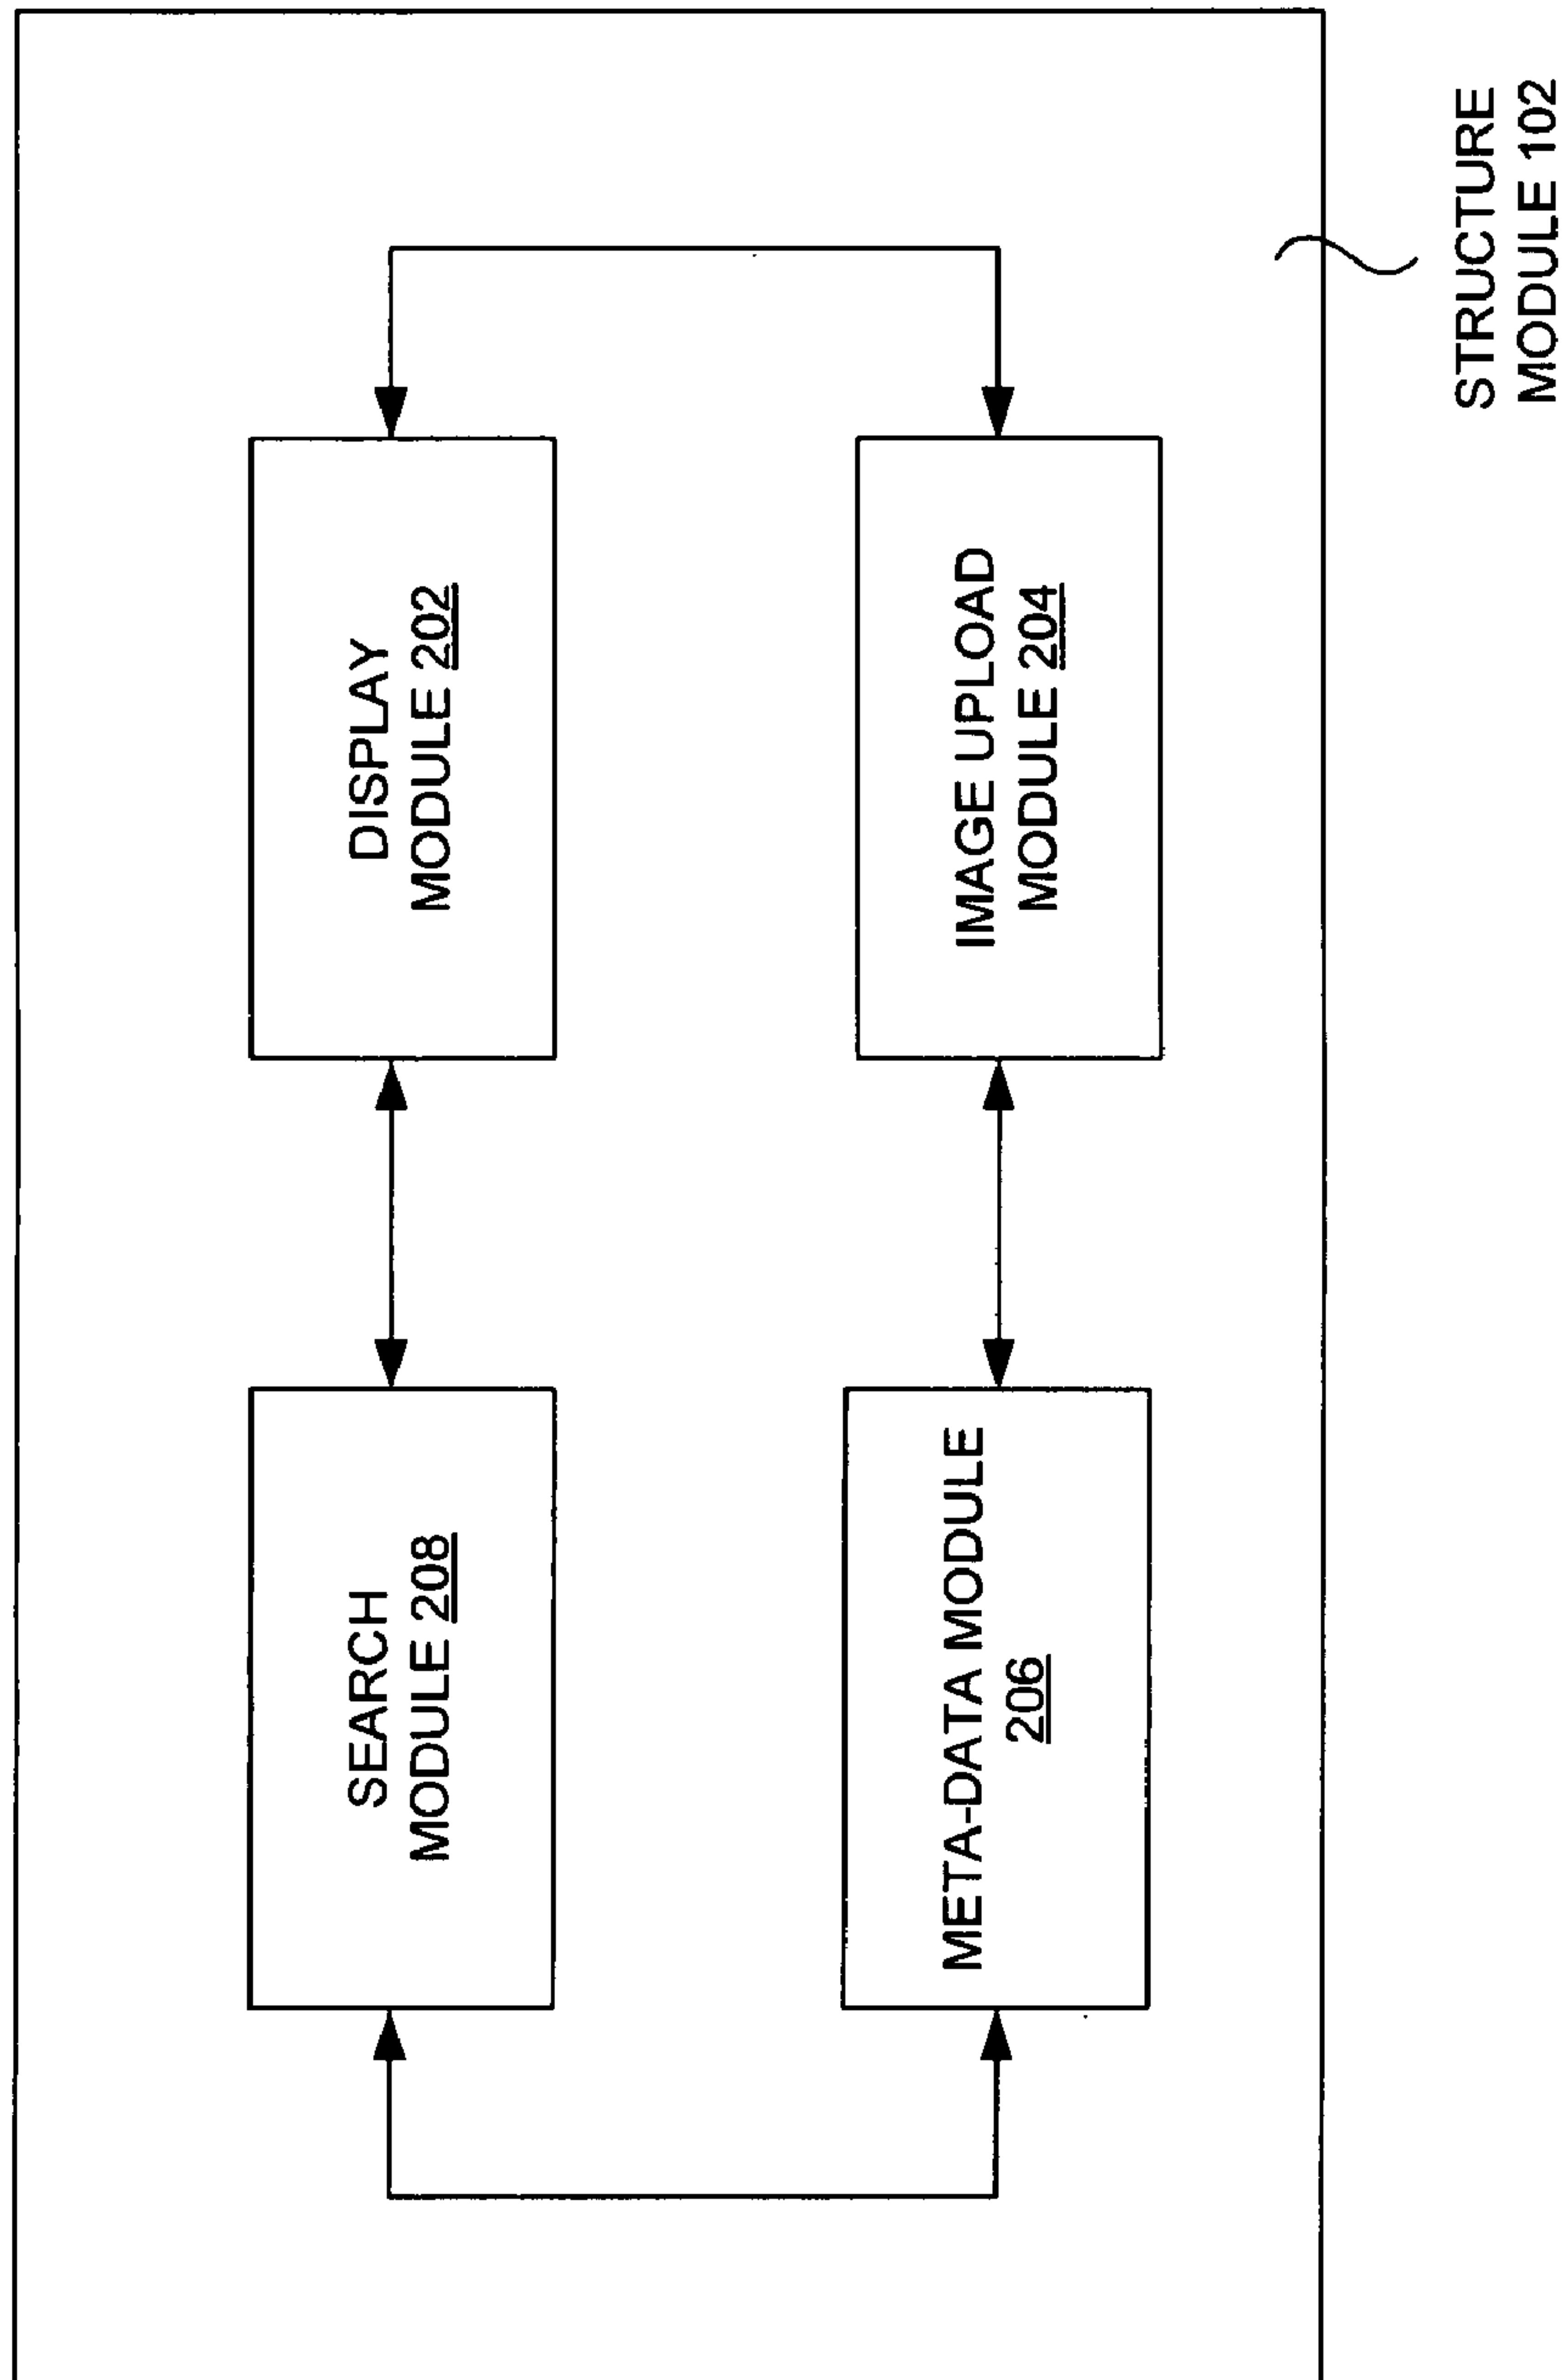 SEARCH
MODULE 208
DISPLAY
MODULE 202
META-DATA MODULE
206
IMAGE UPLOAD
MODULE 204
STRUCTURE
MODULE 102